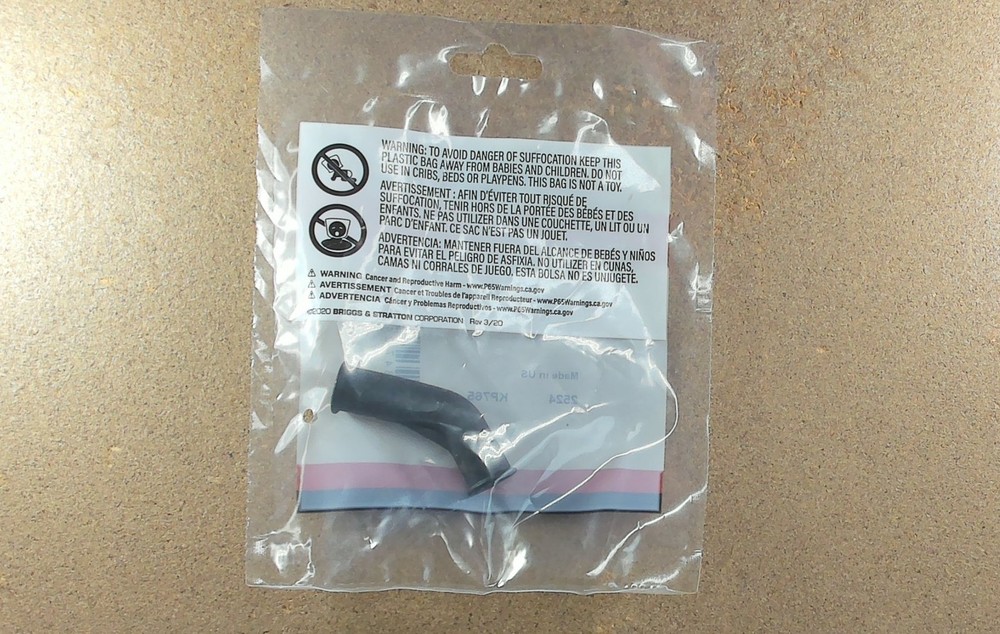 WARNING: TO AVOID DANGER OF SUFFOCATION KEEP THIS
PLASTIC BAG AWAY FROM BABIES AND CHILDREN. DO NOT
USE IN CRIBS, BEDS OR PLAYPENS. THIS BAG IS NOT A TOY.
AVERTISSEMENT : AFIN D'ÉVITER TOUT RISQUÉ DE
SUFFOCATION, TENIR HORS DE LA PORTÉE DES BÉBÉS ET DES
ENFANTS. NE PAS UTILIZER DANS UNE COUCHETTE, UN LIT OU UN
PARC D'ENFANT. CE SAC N'EST PAS UN JOUET.
ADVERTENCIA: MANTENER FUERA DEL ALCANCE DE BEBÉS Y NIÑOS
PARA EVITAR EL PELIGRO DE ASFIXIA. NO UTILIZER EN CUNAS,
CAMAS NI CORRALES DE JUEGO. ESTA BOLSA NO ES UNJUGETÉ.
WARNING Cancer and Reproductive Harm - www.P65Warnings.ca.gov
AVERTISSEMENT Cancer et Troubles de l'appareil Reproducteur - www.P65Warnings.ca.gov
ADVERTENCIA Cáncer y Problemas Reproductivos - www.P65Warnings.ca.gov
©2020 BRIGGS & STRATTON CORPORATION Rev 3/20
Made in US
2524 KP765